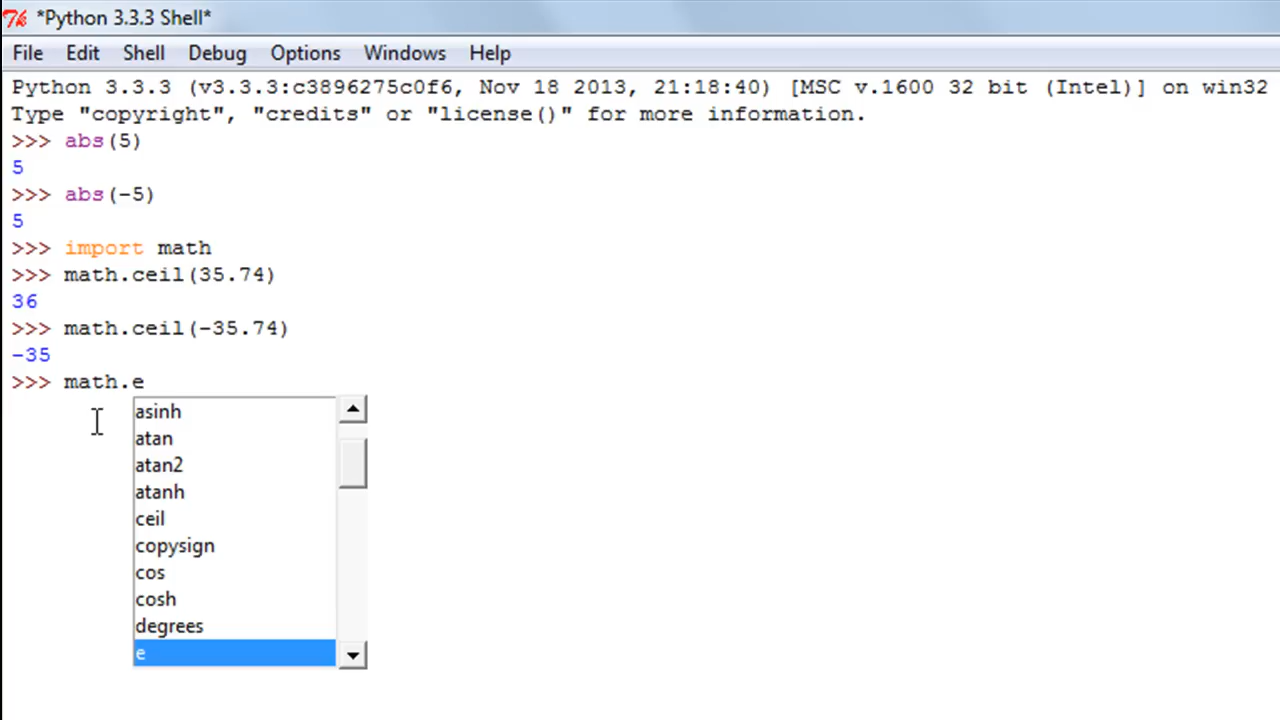 *Python 3.3.3 Shell*
File Edit Shell Debug Options Windows Help
Python 3.3.3 (v3.3.3:c3896275c0f6, Nov 18 2013, 21:18:40) [MSC v.1600 32 bit (Intel)] on win32
Type "copyright", "credits" or "license()" for more information.
>>> abs(5)
5
>>> abs(-5)
5
>>> import math
>>> math.ceil(35.74)
36
>>> math.ceil(-35.74)
-35
>>> math.e
asinh
atan
atan2
atanh
ceil
copysign
cos
cosh
degrees
e